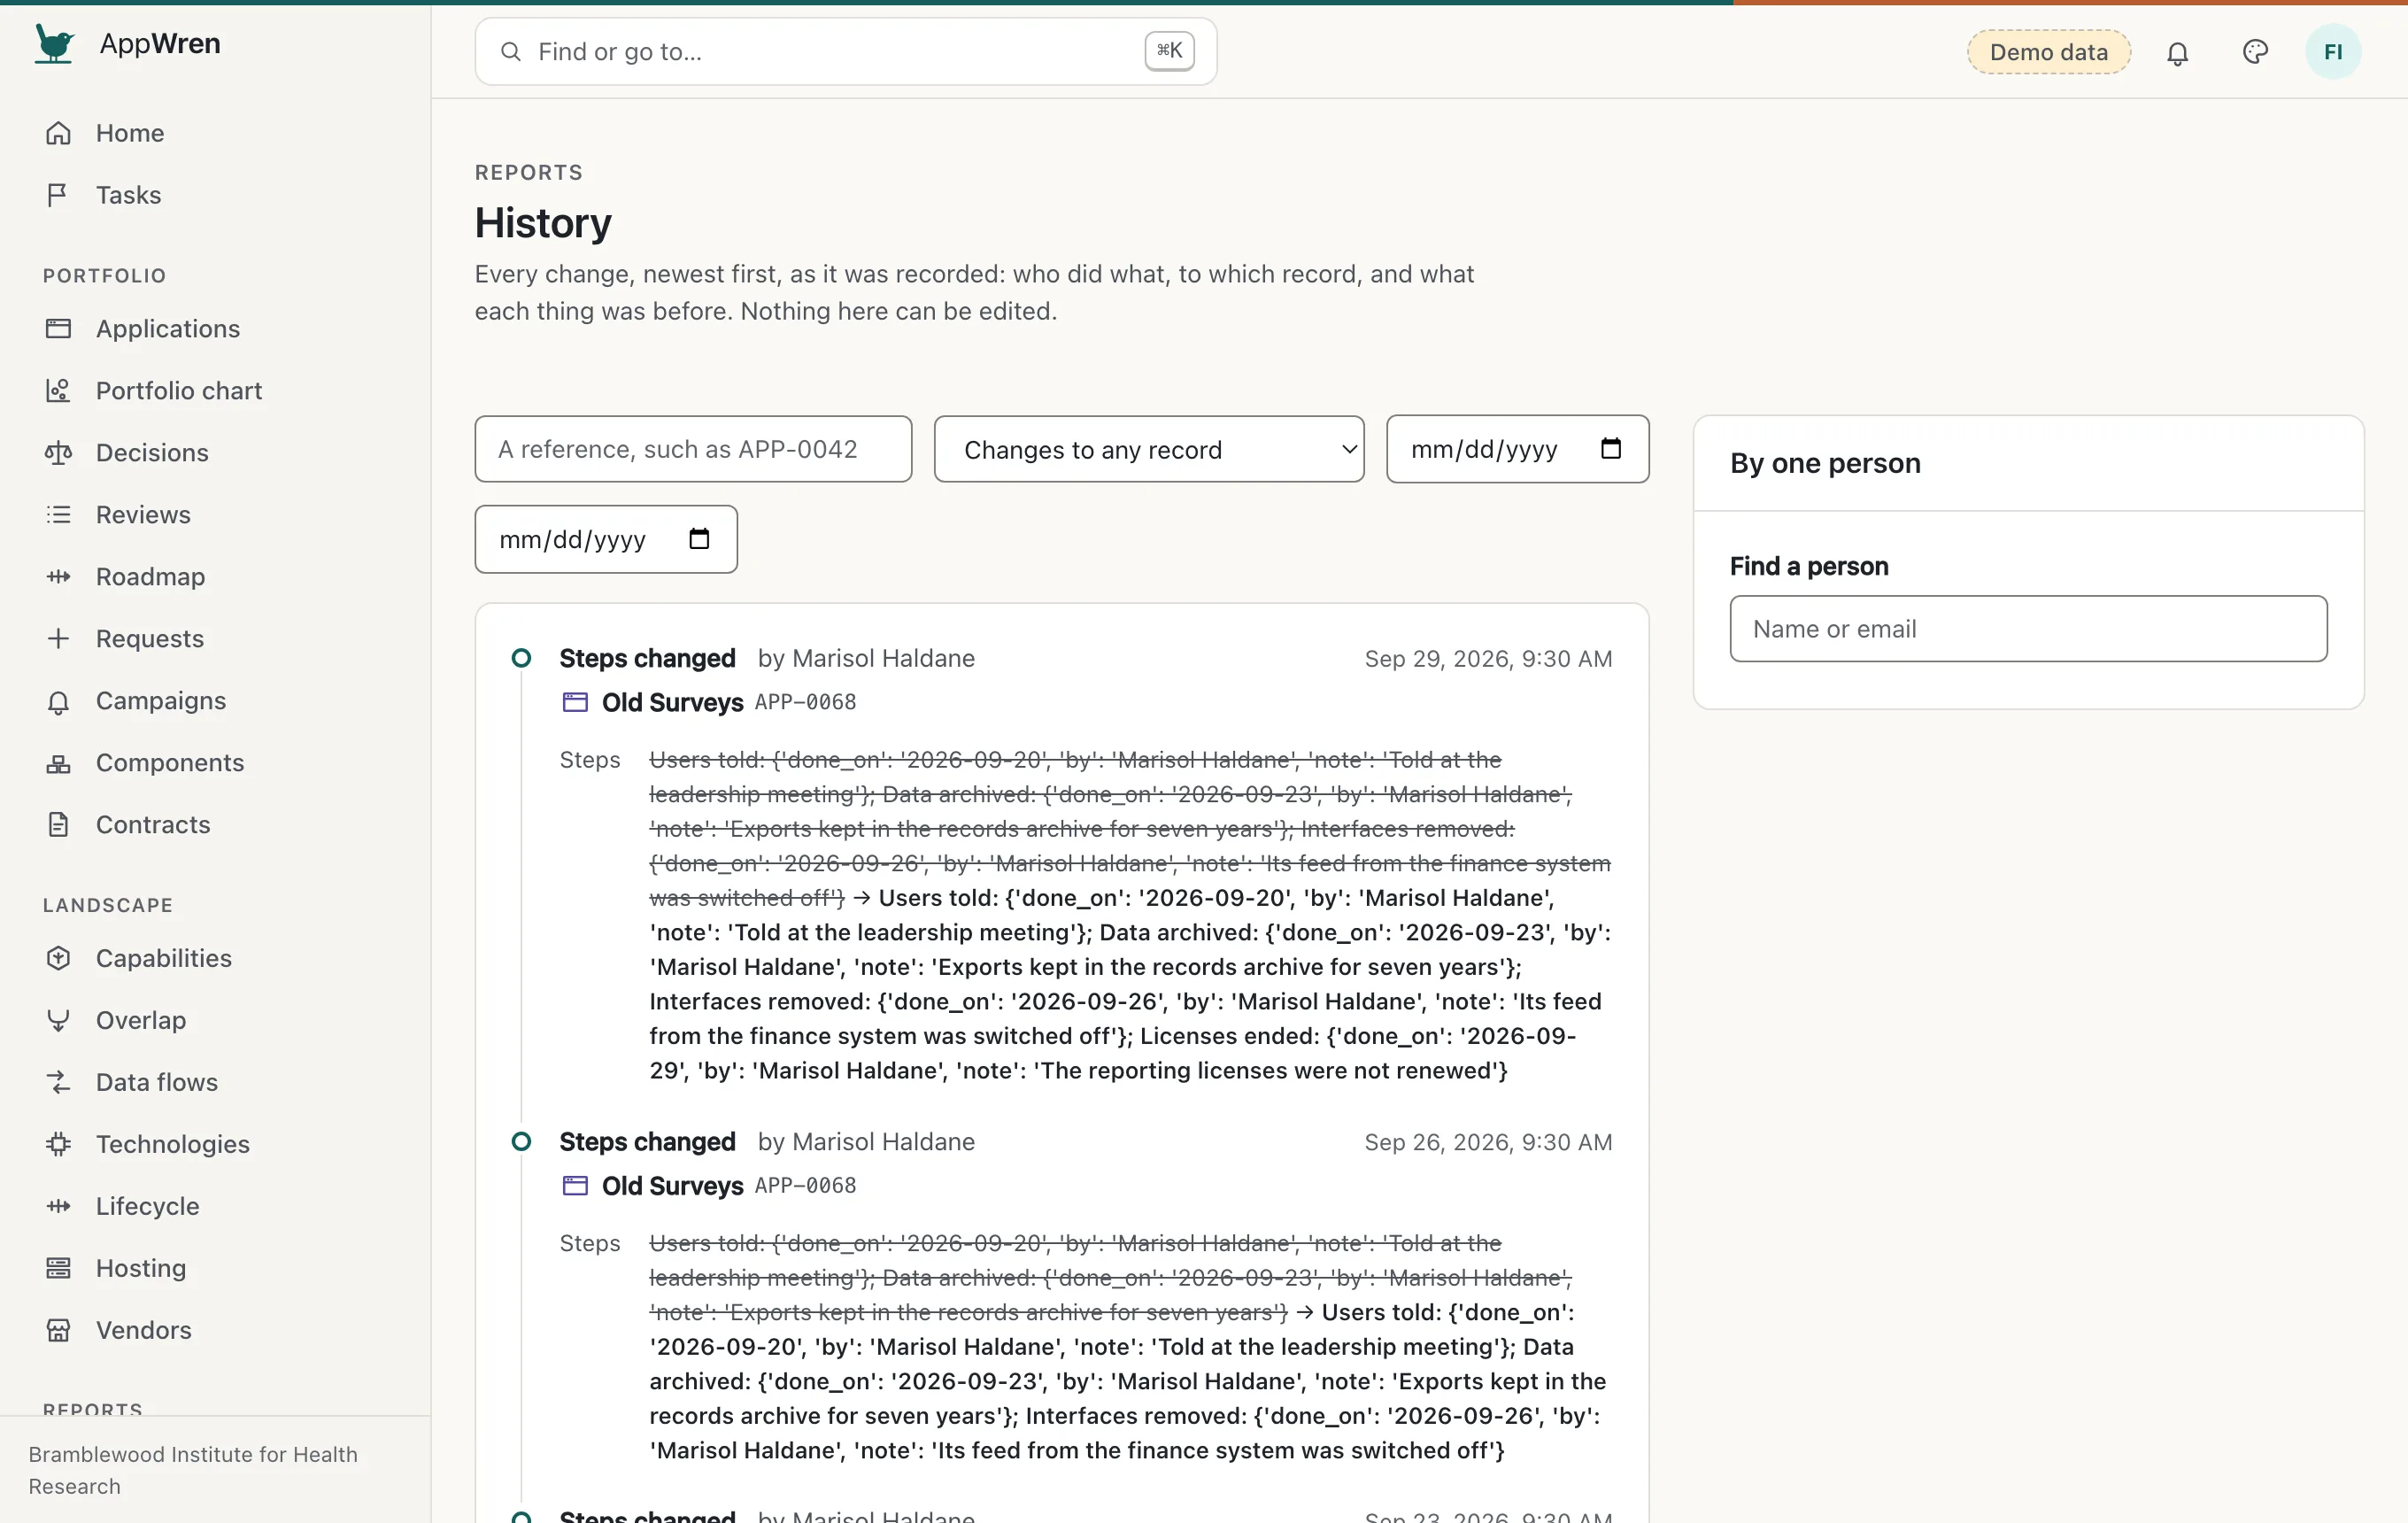 AppWren
Find or go to...
⌘K
Demo data
FI
Home
Tasks
PORTFOLIO
Applications
Portfolio chart
Decisions
Reviews
Roadmap
Requests
Campaigns
Components
Contracts
LANDSCAPE
Capabilities
Overlap
Data flows
Technologies
Lifecycle
Hosting
Vendors
REPORTS
Bramblewood Institute for Health
Research
REPORTS
History
Every change, newest first, as it was recorded: who did what, to which record, and what
each thing was before. Nothing here can be edited.
A reference, such as APP-0042
Changes to any record
mm/dd/yyyy
mm/dd/yyyy
Steps changed by Marisol Haldane Sep 29, 2026, 9:30 AM
Old Surveys APP-0068
Steps Users told: {'done_on': '2026-09-20', 'by': 'Marisol Haldane', 'note': 'Told at the
leadership meeting'}; Data archived: {'done_on': '2026-09-23', 'by': 'Marisol Haldane',
'note': 'Exports kept in the records archive for seven years'}; Interfaces removed:
{'done_on': '2026-09-26', 'by': 'Marisol Haldane', 'note': 'Its feed from the finance system
was switched off'} → Users told: {'done_on': '2026-09-20', 'by': 'Marisol Haldane',
'note': 'Told at the leadership meeting'}; Data archived: {'done_on': '2026-09-23', 'by':
'Marisol Haldane', 'note': 'Exports kept in the records archive for seven years'};
Interfaces removed: {'done_on': '2026-09-26', 'by': 'Marisol Haldane', 'note': 'Its feed
from the finance system was switched off'}; Licenses ended: {'done_on': '2026-09-
29', 'by': 'Marisol Haldane', 'note': 'The reporting licenses were not renewed'}
Steps changed by Marisol Haldane Sep 26, 2026, 9:30 AM
Old Surveys APP-0068
Steps Users told: {'done_on': '2026-09-20', 'by': 'Marisol Haldane', 'note': 'Told at the
leadership meeting'}; Data archived: {'done_on': '2026-09-23', 'by': 'Marisol Haldane',
'note': 'Exports kept in the records archive for seven years'} → Users told: {'done_on':
'2026-09-20', 'by': 'Marisol Haldane', 'note': 'Told at the leadership meeting'}; Data
archived: {'done_on': '2026-09-23', 'by': 'Marisol Haldane', 'note': 'Exports kept in the
records archive for seven years'}; Interfaces removed: {'done_on': '2026-09-26', 'by':
'Marisol Haldane', 'note': 'Its feed from the finance system was switched off'}
Steps changed by Marisol Haldane Sep 23, 2026, 9:30 AM
By one person
Find a person
Name or email